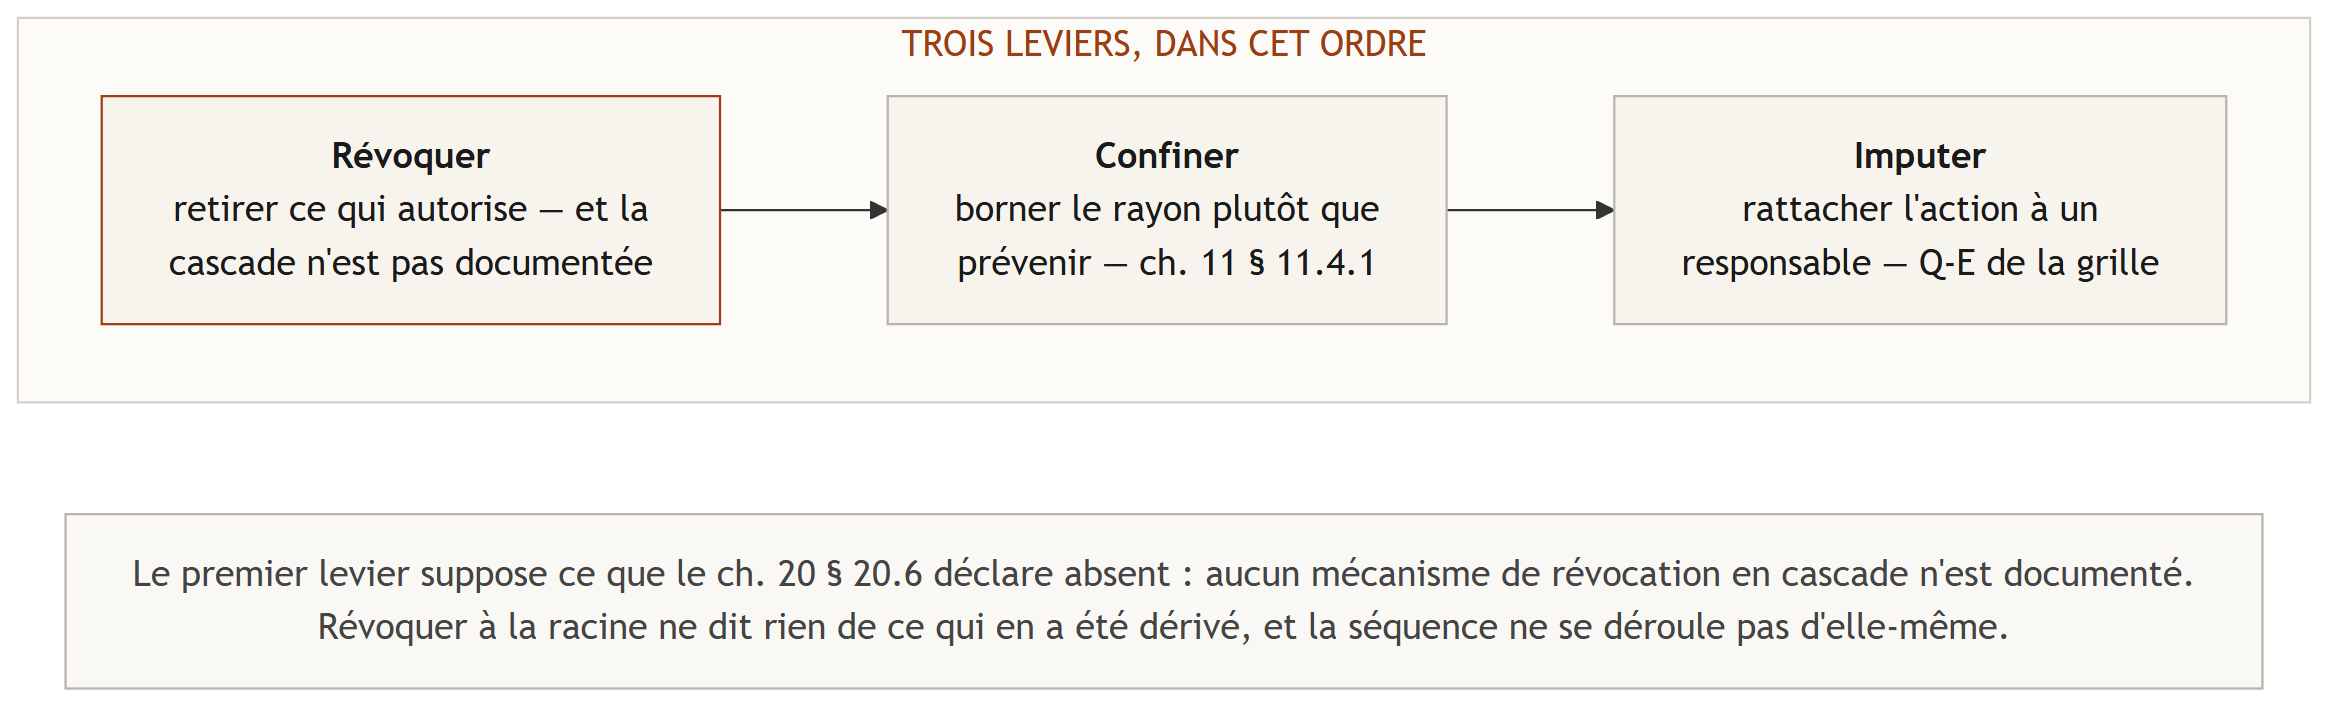 TROIS LEVIERS, DANS CET ORDRE
Révoquer
retirer ce qui autorise — et la
cascade n'est pas documentée
Confiner
borner le rayon plutôt que
prévenir — ch. 11 § 11.4.1
Imputer
rattacher l'action à un
responsable — Q-E de la grille
Le premier levier suppose ce que le ch. 20 § 20.6 déclare absent : aucun mécanisme de révocation en cascade n'est documenté.
Révoquer à la racine ne dit rien de ce qui en a été dérivé, et la séquence ne se déroule pas d'elle-même.